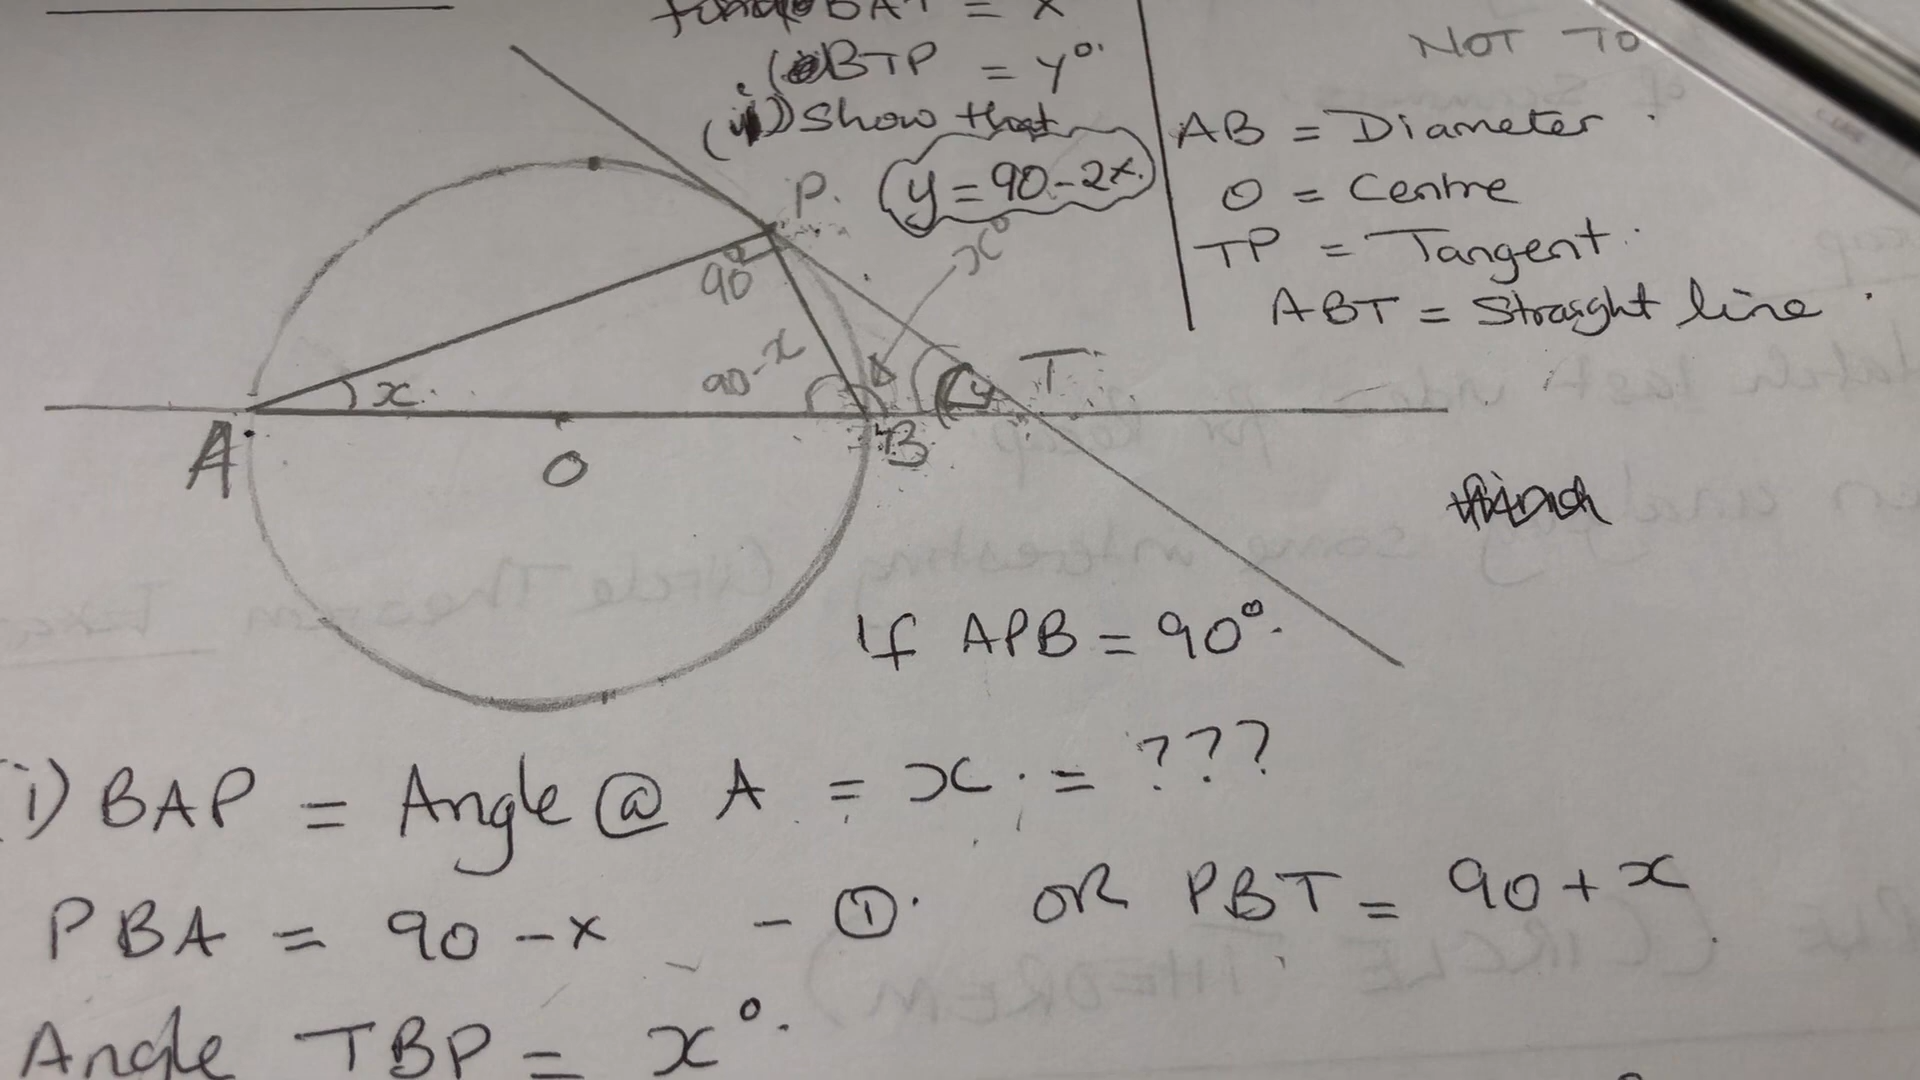 BAT = x
BTP = y°
Show that
y = 90 - 2x.
NOT TO
AB = Diameter
O = Centre
TP = Tangent
ABT = Straight line
P.
90°
x°
90-x
x
y
T
A
O
B
If APB = 90°.
i) BAP = Angle @ A = x. = ???
PBA = 90 - x - ①. OR PBT = 90 + x
Angle TBP = x°.